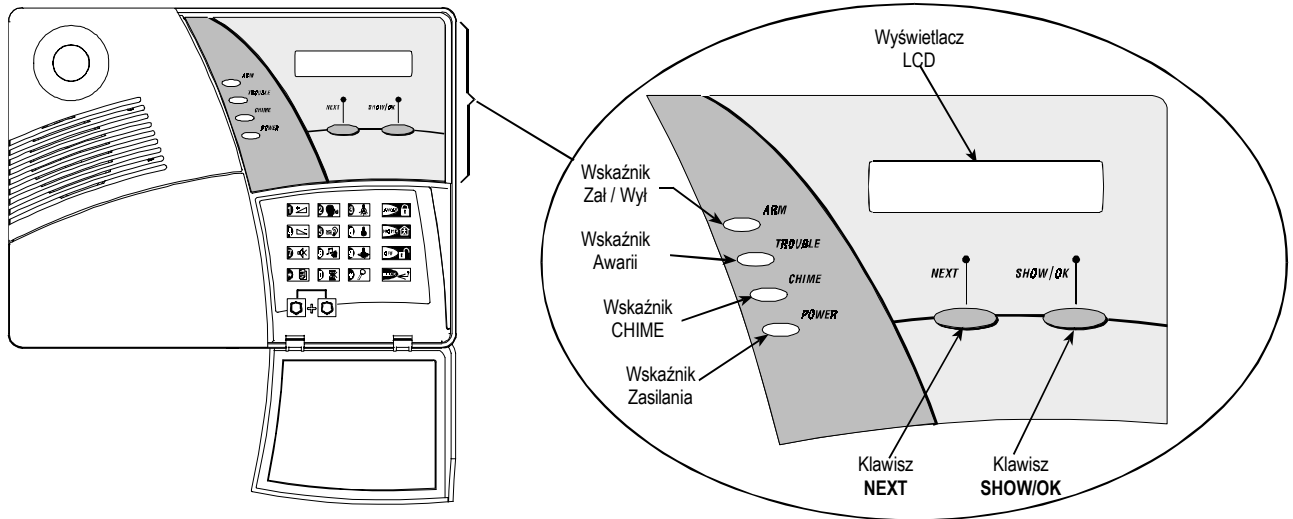 ARM
TROUBLE
CHIME
POWER
NEXT
SHOW/OK
Wyświetlacz
LCD
Wskaźnik
Zał / Wył
Wskaźnik
Awarii
Wskaźnik
CHIME
Wskaźnik
Zasilania
ARM
TROUBLE
CHIME
POWER
NEXT
SHOW/OK
Klawisz
NEXT
Klawisz
SHOW/OK